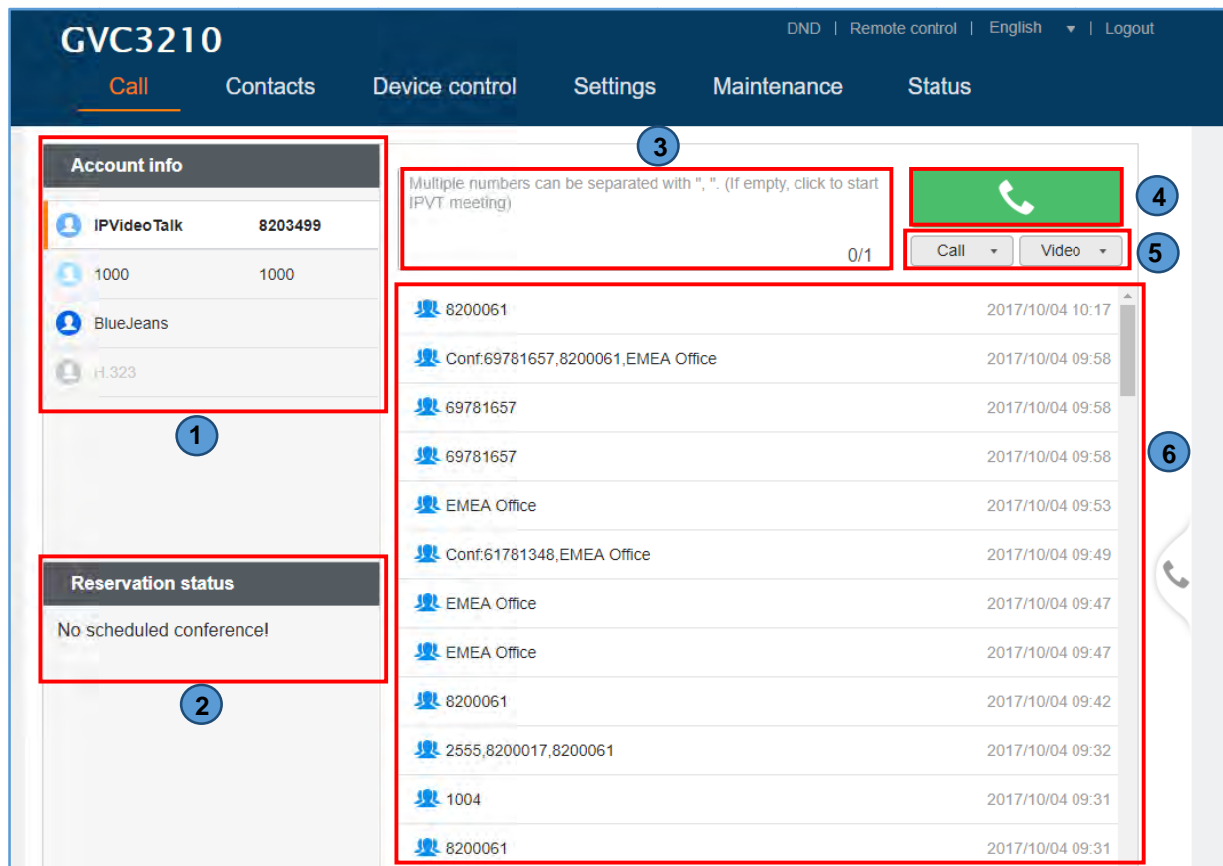 GVC3210
DND | Remote control | English | Logout
Call Contacts Device control Settings Maintenance Status
Account info
IPVideoTalk 8203499
1000 1000
BlueJeans
H.323
1
Reservation status
No scheduled conference!
2
3
Multiple numbers can be separated with ", ". (If empty, click to start
IPVT meeting)
0/1
4
Call Video
5
8200061 2017/10/04 10:17
Conf:69781657,8200061,EMEA Office 2017/10/04 09:58
69781657 2017/10/04 09:58
69781657 2017/10/04 09:58
EMEA Office 2017/10/04 09:53
Conf:61781348,EMEA Office 2017/10/04 09:49
EMEA Office 2017/10/04 09:47
EMEA Office 2017/10/04 09:47
8200061 2017/10/04 09:42
2555,8200017,8200061 2017/10/04 09:32
1004 2017/10/04 09:31
8200061 2017/10/04 09:31
6